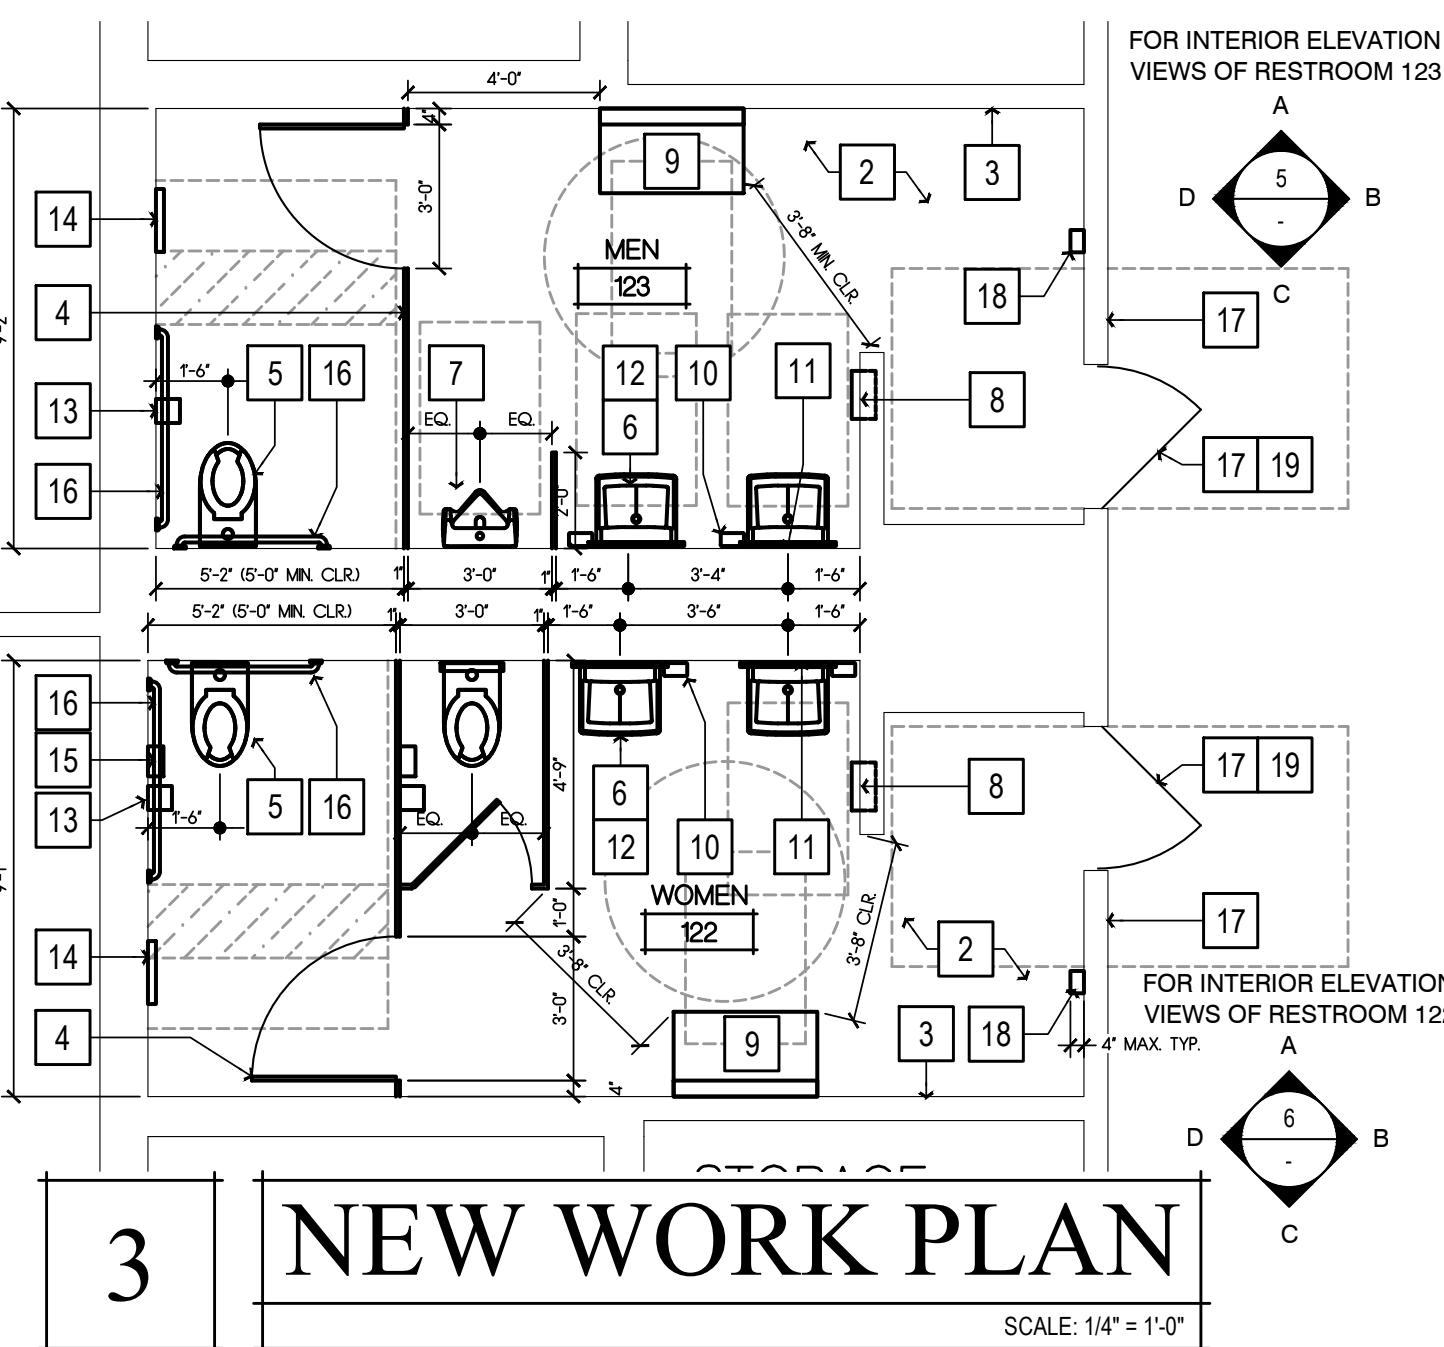 FOR INTERIOR ELEVATION
VIEWS OF RESTROOM 123
A
5
-
D
B
C
4'-0"
4"
3'-0"
9
2
3
14
3'-8" MIN. CLR.
MEN
123
18
4
17
1'-6"
5
16
7
12
10
11
8
13
EQ.
EQ.
6
17
19
16
2'-0"
5'-2" (5'-0" MIN. CLR.)
1"
3'-0"
1"
1'-6"
3'-4"
1'-6"
5'-2" (5'-0" MIN. CLR.)
1"
3'-0"
1"
1'-6"
3'-6"
1'-6"
16
15
13
1'-6"
5
16
EQ.
EQ.
4'-9"
6
12
10
11
8
17
19
WOMEN
122
1'-0"
3'-8" CLR.
3'-8" CLR.
17
2
14
3'-0"
4
4"
9
3
18
4" MAX. TYP.
FOR INTERIOR ELEVATION
VIEWS OF RESTROOM 122
A
6
-
D
B
C
STORAGE
3
NEW WORK PLAN
SCALE: 1/4" = 1'-0"